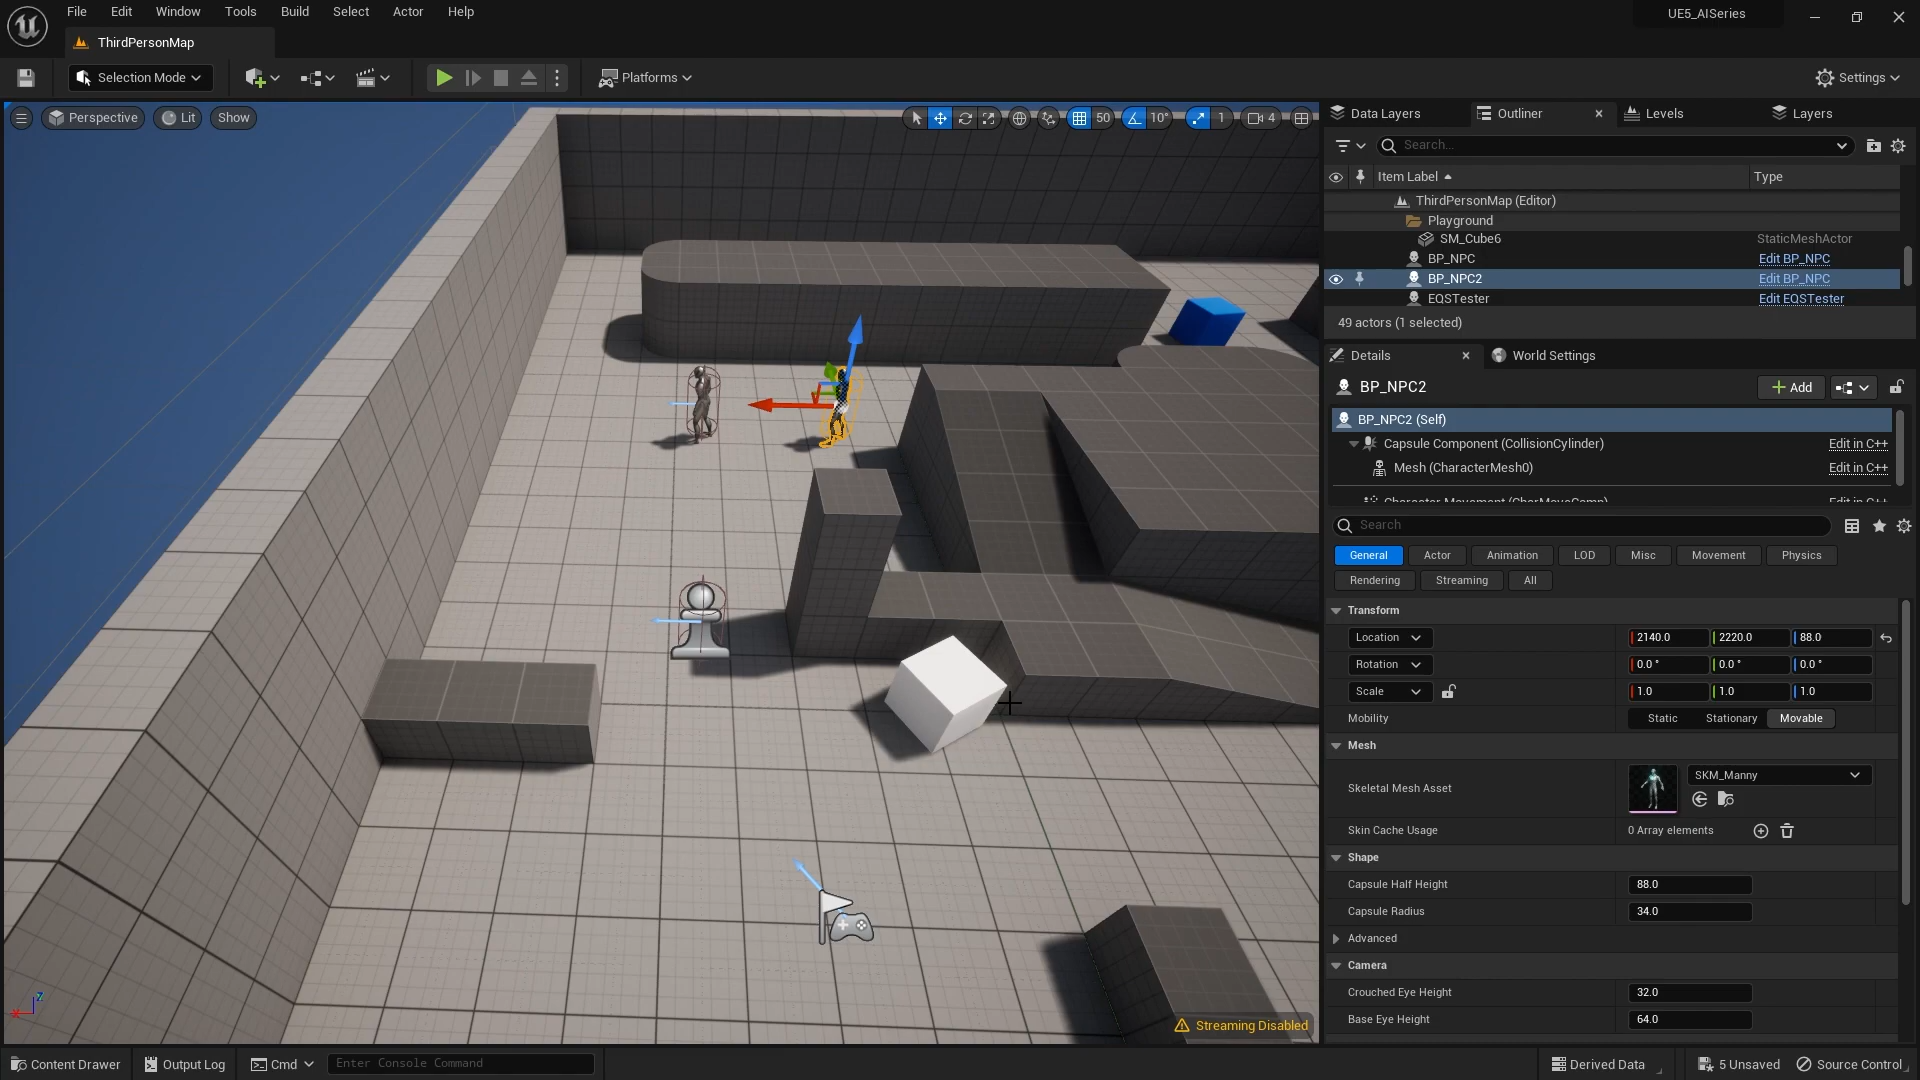 File Edit Window Tools Build Select Actor Help
UE5_AISeries
ThirdPersonMap
Selection Mode
Platforms
Settings
Perspective Lit Show
50 10° 1 4
Data Layers Outliner Levels Layers
Search...
Item Label Type
ThirdPersonMap (Editor)
Playground
SM_Cube6 StaticMeshActor
BP_NPC Edit BP_NPC
BP_NPC2 Edit BP_NPC
EQSTester Edit EQSTester
49 actors (1 selected)
Details World Settings
BP_NPC2 Add
BP_NPC2 (Self)
Capsule Component (CollisionCylinder) Edit in C++
Mesh (CharacterMesh0) Edit in C++
Character Movement (CharMoveComp) Edit in C++
Search
General Actor Animation LOD Misc Movement Physics
Rendering Streaming All
Transform
Location 2140.0 2220.0 88.0
Rotation 0.0 ° 0.0 ° 0.0 °
Scale 1.0 1.0 1.0
Mobility Static Stationary Movable
Mesh
Skeletal Mesh Asset SKM_Manny
Skin Cache Usage 0 Array elements
Shape
Capsule Half Height 88.0
Capsule Radius 34.0
Advanced
Camera
Crouched Eye Height 32.0
Base Eye Height 64.0
Streaming Disabled
Z
X
Content Drawer Output Log Cmd Enter Console Command Derived Data 5 Unsaved Source Control